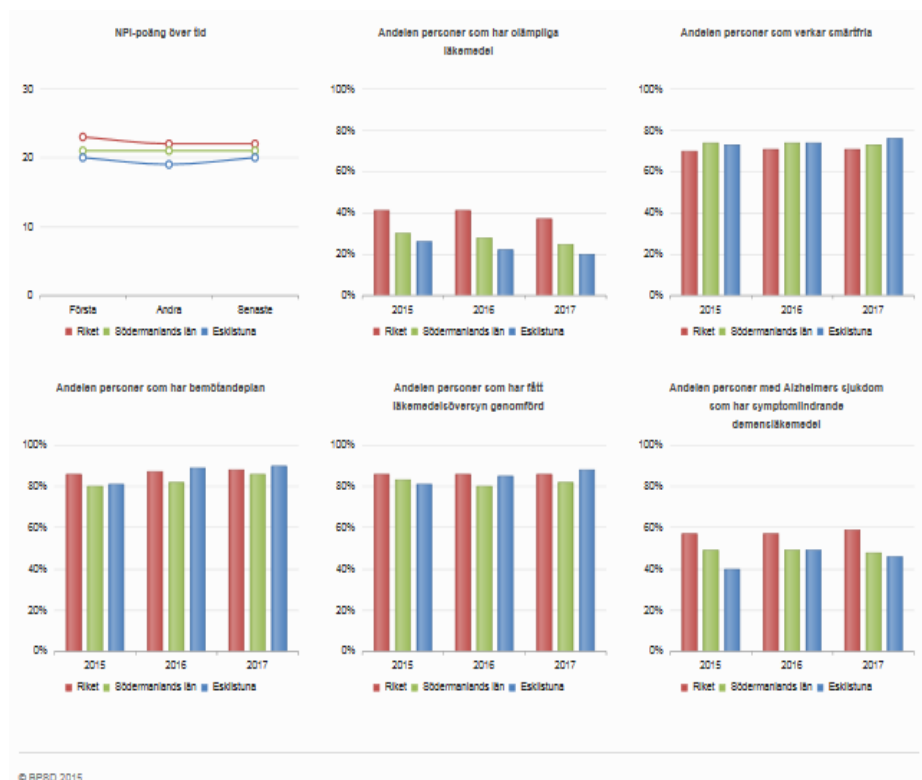 NPI-poäng över tid
30
20
10
0
Första Andra Senaste
Riket Södermanlands län Eskilstuna
Andelen personer som har olämpliga
läkemedel
100%
80%
60%
40%
20%
0%
2015 2016 2017
Riket Södermanlands län Eskilstuna
Andelen personer som verkar smärtfria
100%
80%
60%
40%
20%
0%
2015 2016 2017
Riket Södermanlands län Eskilstuna
Andelen personer som har bemötandeplan
100%
80%
60%
40%
20%
0%
2015 2016 2017
Riket Södermanlands län Eskilstuna
Andelen personer som har fått
läkemedelsöversyn genomförd
100%
80%
60%
40%
20%
0%
2015 2016 2017
Riket Södermanlands län Eskilstuna
Andelen personer med Alzheimers sjukdom
som har symptomlindrande
demensläkemedel
100%
80%
60%
40%
20%
0%
2015 2016 2017
Riket Södermanlands län Eskilstuna
© BPSD 2015